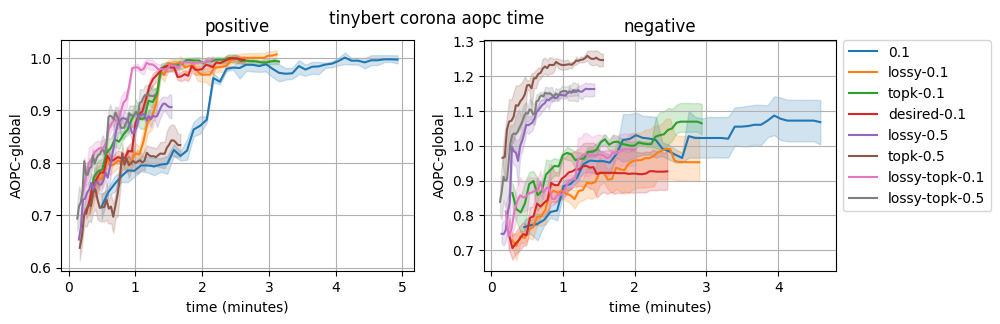 tinybert corona aopc time
positive
negative
AOPC-global
1.0
0.9
0.8
0.7
0.6
0
1
2
3
4
5
time (minutes)
AOPC-global
1.3
1.2
1.1
1.0
0.9
0.8
0.7
1
2
3
4
time (minutes)
0.1
lossy-0.1
topk-0.1
desired-0.1
lossy-0.5
topk-0.5
lossy-topk-0.1
lossy-topk-0.5